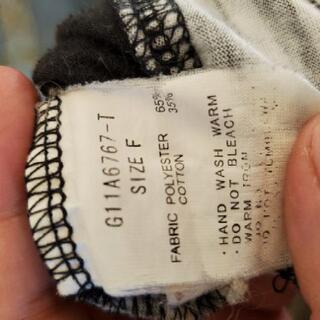 G11A6767-T
SIZE F
FABRIC POLYESTER 65%
COTTON 35%
· HAND WASH WARM
· DO NOT BLEACH
WARM IRON